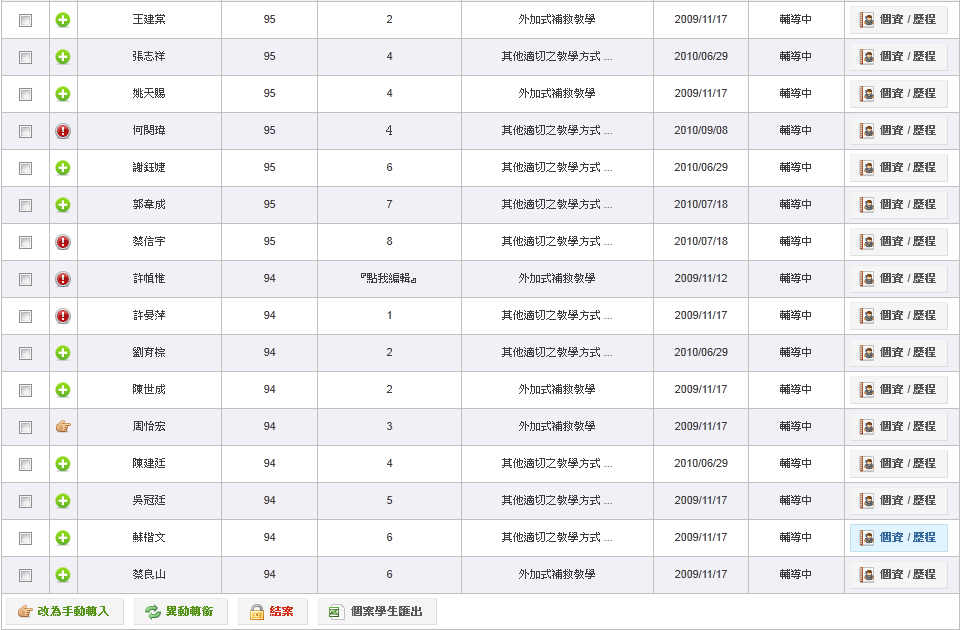 王建棠 95 2 外加式補救教學 2009/11/17 輔導中 個資 / 歷程
張志祥 95 4 其他適切之教學方式 ... 2010/06/29 輔導中 個資 / 歷程
姚天賜 95 4 外加式補救教學 2009/11/17 輔導中 個資 / 歷程
何閔瑋 95 4 其他適切之教學方式 ... 2010/09/08 輔導中 個資 / 歷程
謝鈺婕 95 6 其他適切之教學方式 ... 2010/06/29 輔導中 個資 / 歷程
郭韋成 95 7 其他適切之教學方式 ... 2010/07/18 輔導中 個資 / 歷程
蔡信宇 95 8 其他適切之教學方式 ... 2010/07/18 輔導中 個資 / 歷程
許幀惟 94 『點我編輯』 外加式補救教學 2009/11/12 輔導中 個資 / 歷程
許晏萍 94 1 其他適切之教學方式 ... 2009/11/17 輔導中 個資 / 歷程
劉育棕 94 2 其他適切之教學方式 ... 2010/06/29 輔導中 個資 / 歷程
陳世成 94 2 外加式補救教學 2009/11/17 輔導中 個資 / 歷程
周怡宏 94 3 外加式補救教學 2009/11/17 輔導中 個資 / 歷程
陳建廷 94 4 其他適切之教學方式 ... 2010/06/29 輔導中 個資 / 歷程
吳冠廷 94 5 其他適切之教學方式 ... 2009/11/17 輔導中 個資 / 歷程
蘇楷文 94 6 其他適切之教學方式 ... 2009/11/17 輔導中 個資 / 歷程
蔡良山 94 6 外加式補救教學 2009/11/17 輔導中 個資 / 歷程
改為手動轉入 異動轉銜 結案 個案學生匯出